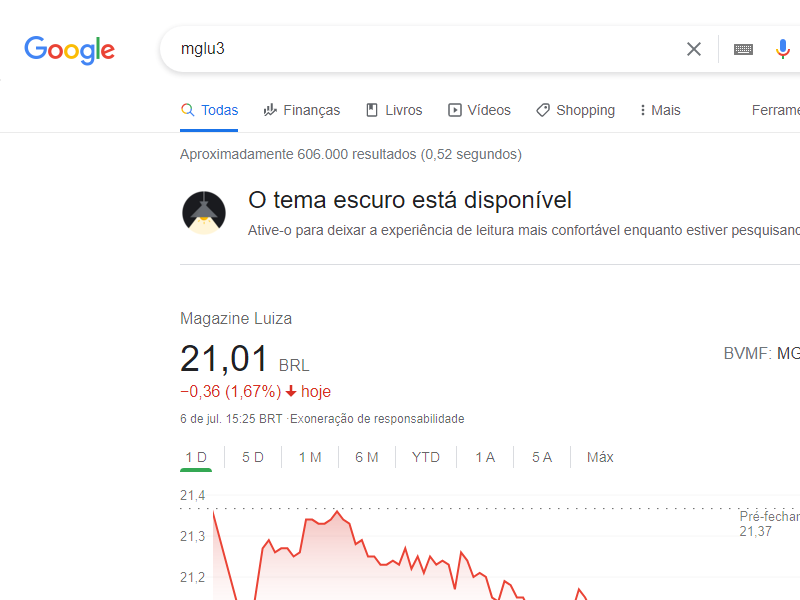 Google
mglu3
Todas Finanças Livros Vídeos Shopping Mais Ferrame
Aproximadamente 606.000 resultados (0,52 segundos)
O tema escuro está disponível
Ative-o para deixar a experiência de leitura mais confortável enquanto estiver pesquisand
Magazine Luiza
21,01 BRL
BVMF: MG
−0,36 (1,67%) hoje
6 de jul. 15:25 BRT ·Exoneração de responsabilidade
1 D 5 D 1 M 6 M YTD 1 A 5 A Máx
21,4
Pré-fechar
21,37
21,3
21,2